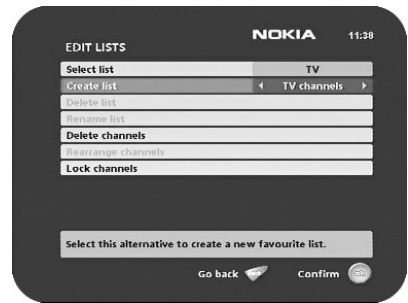 NOKIA 11:38
EDIT LISTS
Select list TV
Create list TV channels
Delete list
Rename list
Delete channels
Rearrange channels
Lock channels
Select this alternative to create a new favourite list.
Go back Confirm